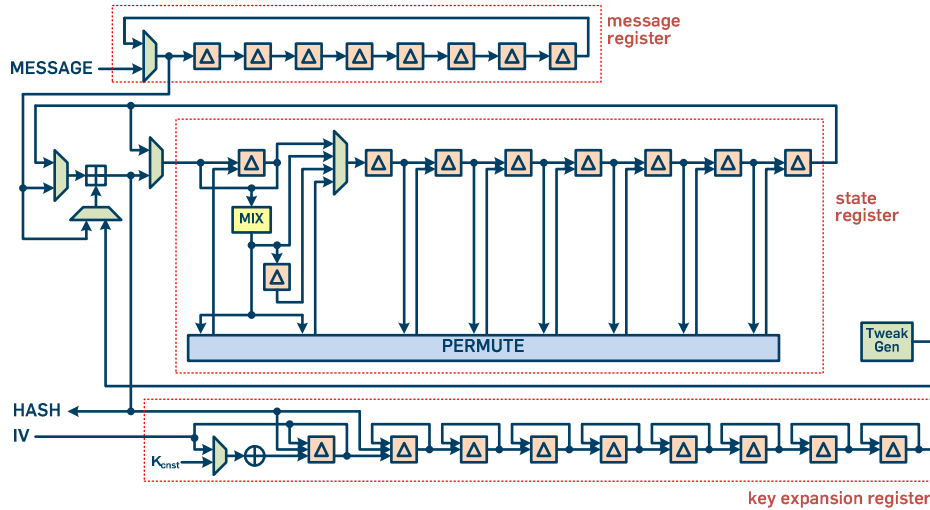 message
register
MESSAGE
Δ Δ Δ Δ Δ Δ Δ Δ
Δ Δ Δ Δ Δ Δ Δ Δ
state
register
MIX
Δ
PERMUTE
Tweak
Gen
HASH
IV
Kcnst
Δ Δ Δ Δ Δ Δ Δ Δ Δ
key expansion register